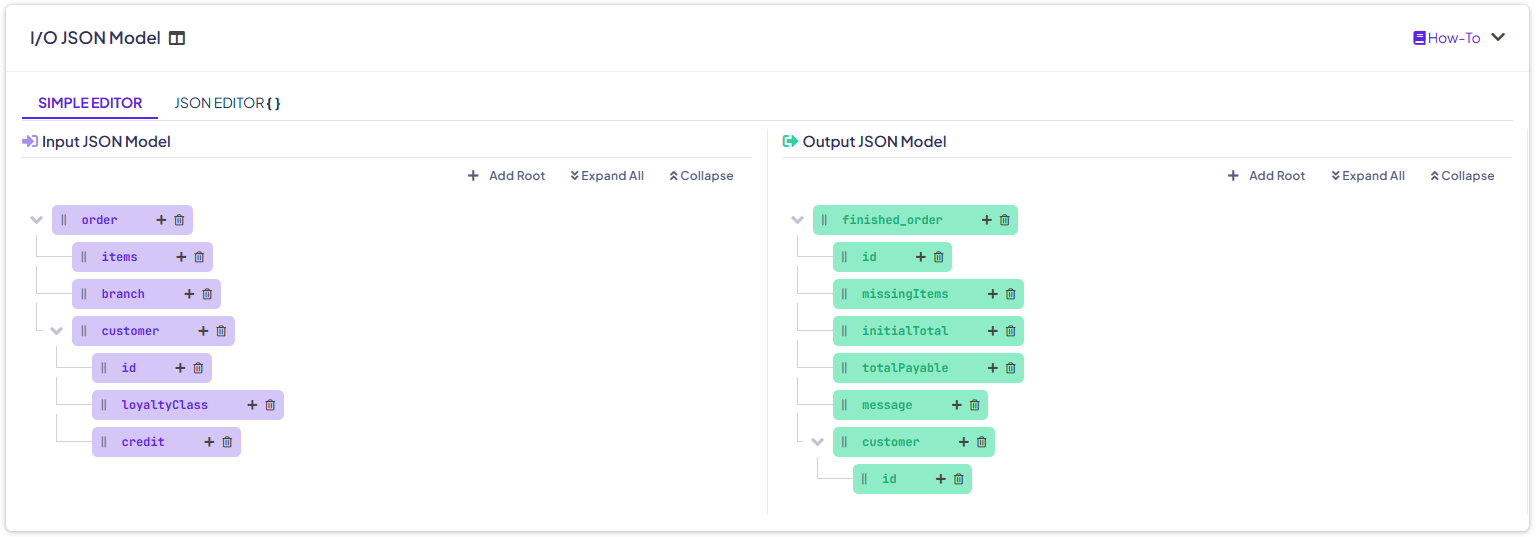 I/O JSON Model
How-To
SIMPLE EDITOR
JSON EDITOR { }
Input JSON Model
Add Root
Expand All
Collapse
order
items
branch
customer
id
loyaltyClass
credit
Output JSON Model
Add Root
Expand All
Collapse
finished_order
id
missingItems
initialTotal
totalPayable
message
customer
id